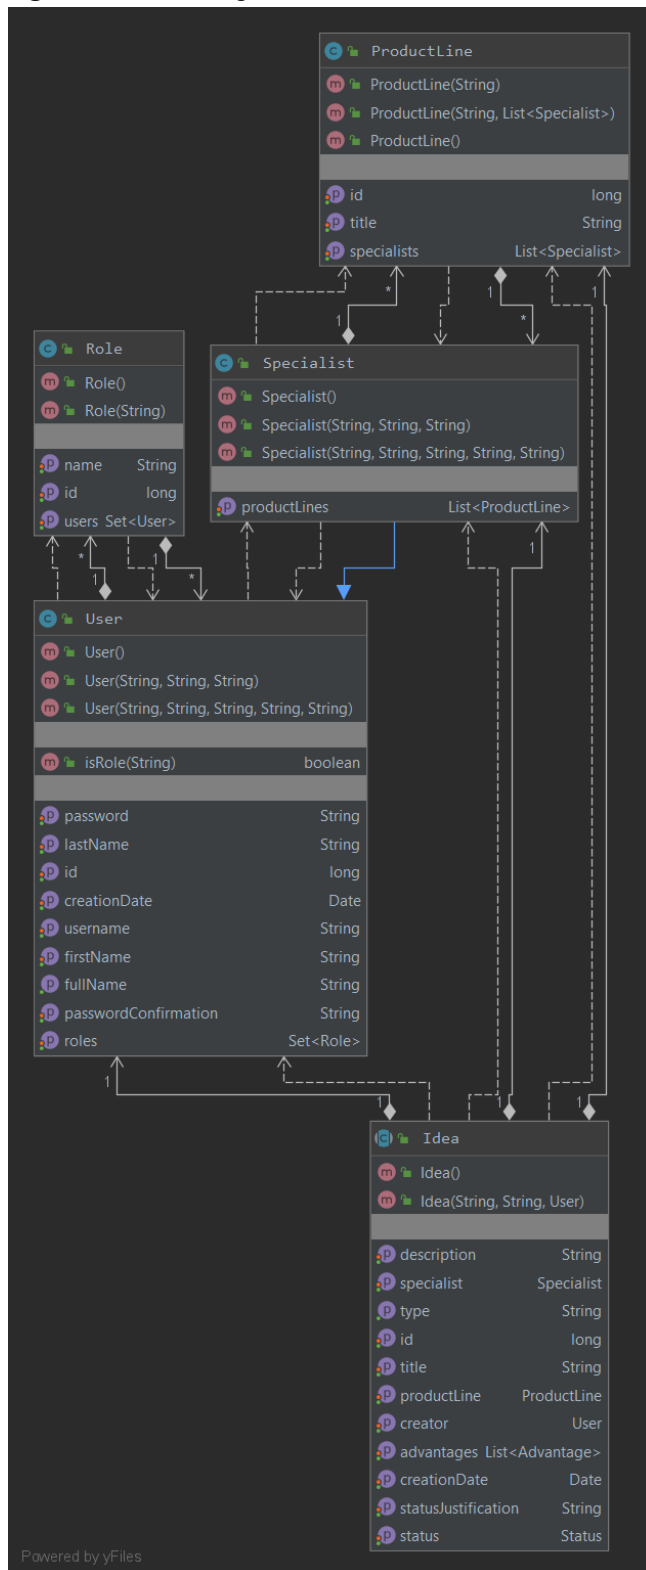 ProductLine
ProductLine(String)
ProductLine(String, List<Specialist>)
ProductLine()
id long
title String
specialists List<Specialist>
1
*
1
*
1
Role
Role()
Role(String)
name String
id long
users Set<User>
Specialist
Specialist()
Specialist(String, String, String)
Specialist(String, String, String, String, String)
productLines List<ProductLine>
*
1
1
*
1
User
User()
User(String, String, String)
User(String, String, String, String, String)
isRole(String) boolean
password String
lastName String
id long
creationDate Date
username String
firstName String
fullName String
passwordConfirmation String
roles Set<Role>
1
1
1
1
Idea
Idea()
Idea(String, String, User)
description String
specialist Specialist
type String
id long
title String
productLine ProductLine
creator User
advantages List<Advantage>
creationDate Date
statusJustification String
status Status
Powered by yFiles